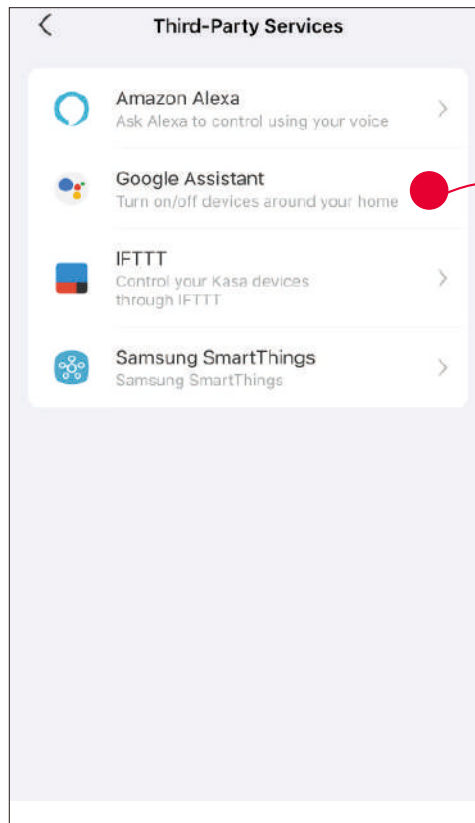 Third-Party Services
Amazon Alexa
Ask Alexa to control using your voice
Google Assistant
Turn on/off devices around your home
IFTTT
Control your Kasa devices
through IFTTT
Samsung SmartThings
Samsung SmartThings